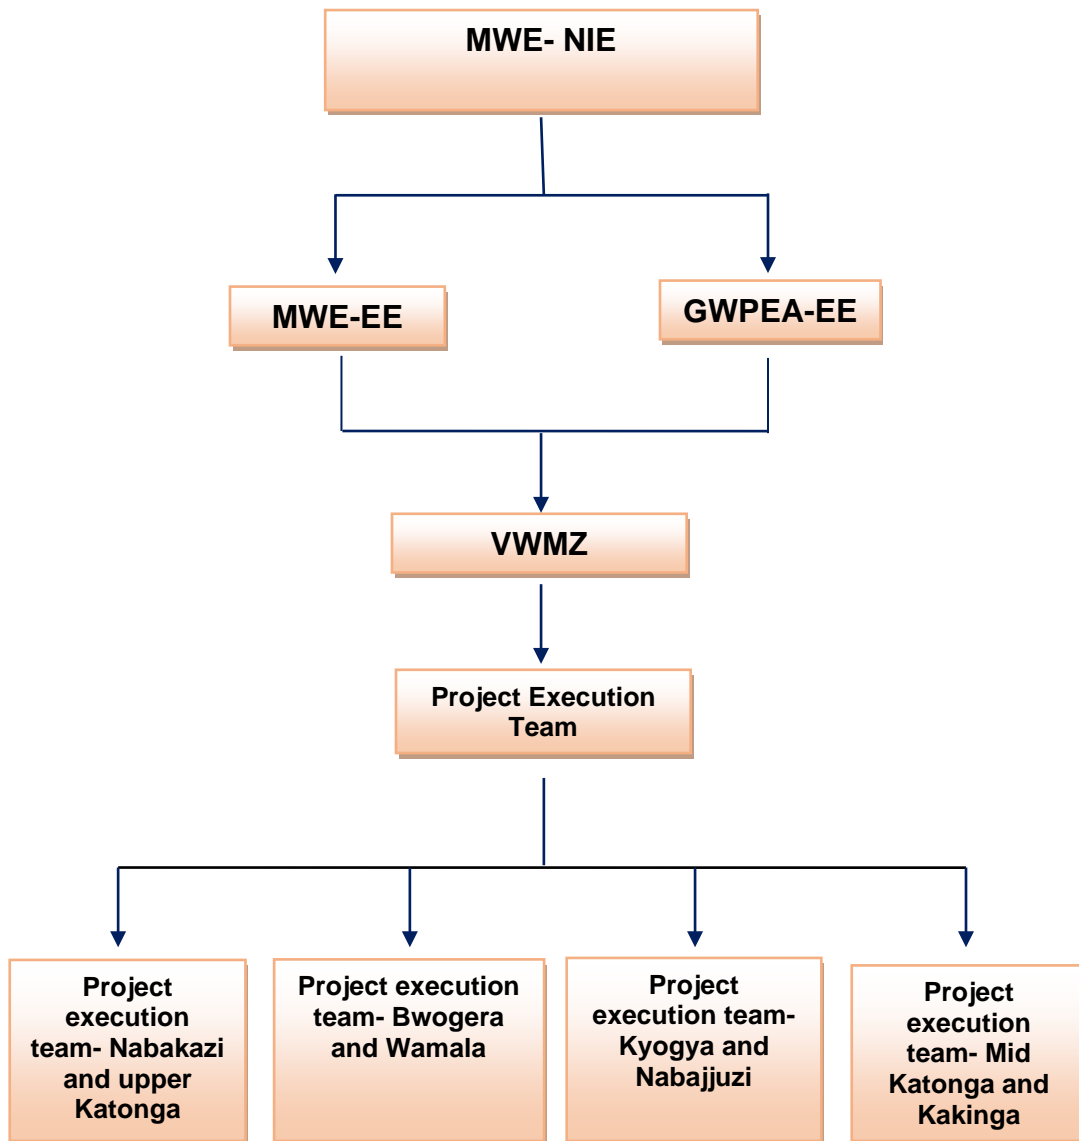 MWE- NIE
MWE-EE
GWPEA-EE
VWMZ
Project Execution
Team
Project
execution
team- Nabakazi
and upper
Katonga
Project execution
team- Bwogera
and Wamala
Project
execution team-
Kyogya and
Nabajjuzi
Project
execution
team- Mid
Katonga and
Kakinga